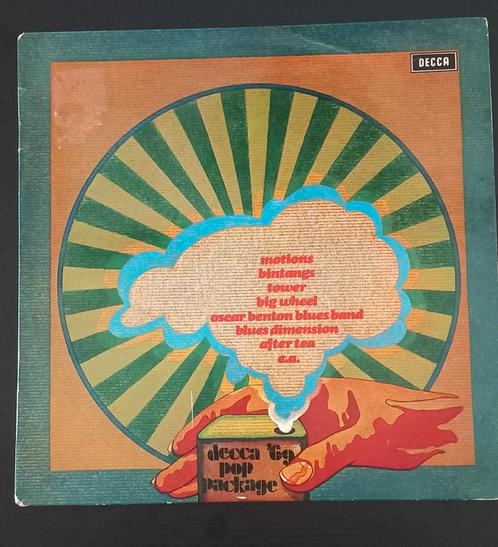 DECCA
motions
bintangs
tower
big wheel
oscar benton blues band
blues dimension
after tea
e.a.
decca '69
pop
package